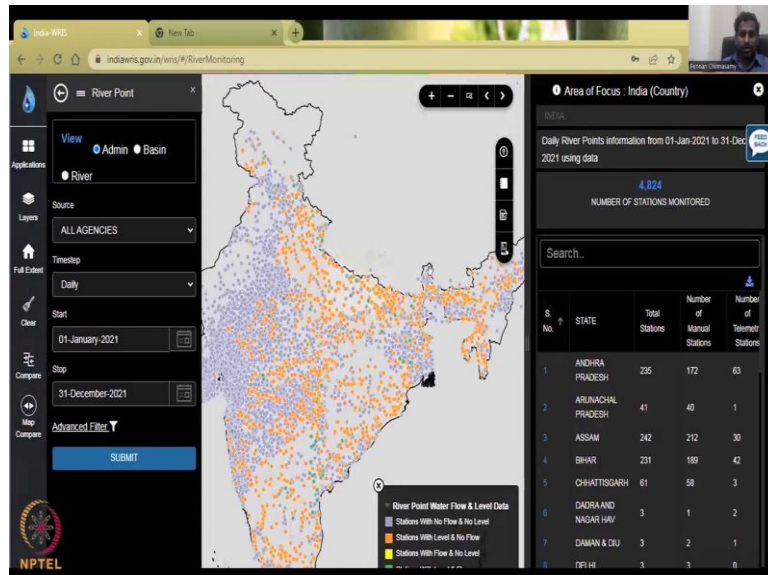 India-WRIS
New Tab
indiawris.gov.in/wris/#/RiverMonitoring
River Point
Applications
Layers
Full Extent
Clear
Compare
Map Compare
View
Admin
Basin
River
Source
ALL AGENCIES
Timestep
Daily
Start
01-January-2021
Stop
31-December-2021
Advanced Filter
SUBMIT
River Point Water Flow & Level Data
Stations With No Flow & No Level
Stations With Level & No Flow
Stations With Flow & No Level
Area of Focus : India (Country)
INDIA
FEED BACK
Daily River Points information from 01-Jan-2021 to 31-Dec
2021 using data
4,824
NUMBER OF STATIONS MONITORED
Search..
S. No. STATE Total Stations Number of Manual Stations Number of Telemetr Stations
1 ANDHRA PRADESH 235 172 63
2 ARUNACHAL PRADESH 41 40 1
3 ASSAM 242 212 30
4 BIHAR 231 189 42
5 CHHATTISGARH 61 58 3
6 DADRA AND NAGAR HAV 3 1 2
7 DAMAN & DIU 3 2 1
8 DELHI 3 3 0
NPTEL